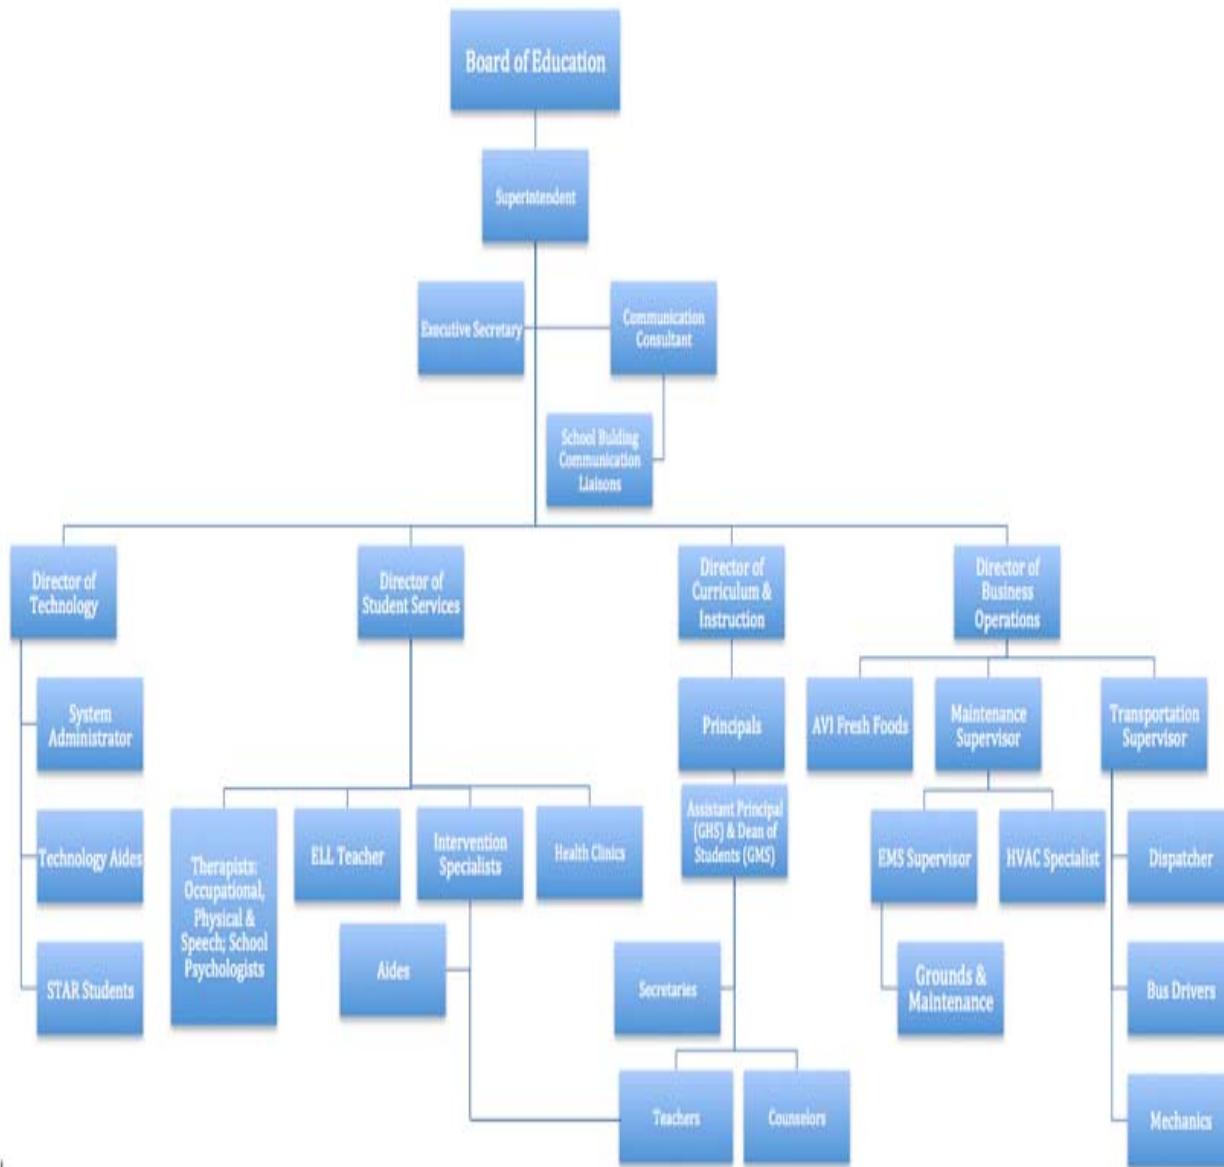 Board of Education
Superintendent
Executive Secretary
Communication
Consultant
School Bulding
Communication
Liaisons
Director of
Technology
Director of
Student Services
Director of
Curriculum &
Instruction
Director of
Business
Operations
System
Administrator
Principals
AVI Fresh Foods
Maintenance
Supervisor
Transportation
Supervisor
Technology Aides
Therapists:
Occupational,
Physical &
Speech; School
Psychologists
ELL Teacher
Intervention
Specialists
Health Clinics
Assistant Principal
(GHS) & Dean of
Students (GMS)
EMS Supervisor
HVAC Specialist
Dispatcher
STAR Students
Aides
Secretaries
Grounds &
Maintenance
Bus Drivers
Teachers
Counselors
Mechanics